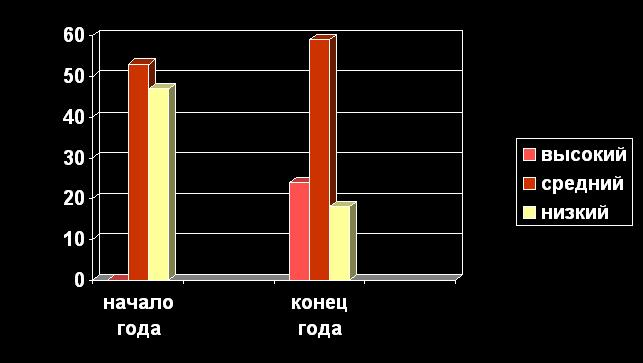 60
50
40
30
20
10
0
начало
года
конец
года
высокий
средний
низкий